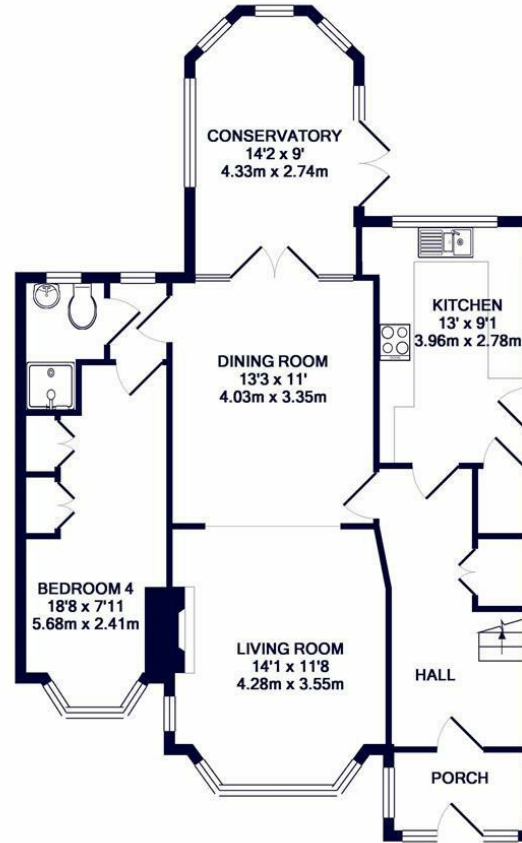 CONSERVATORY
14'2 x 9'
4.33m x 2.74m
KITCHEN
13' x 9'1
3.96m x 2.78m
DINING ROOM
13'3 x 11'
4.03m x 3.35m
BEDROOM 4
18'8 x 7'11
5.68m x 2.41m
LIVING ROOM
14'1 x 11'8
4.28m x 3.55m
HALL
PORCH